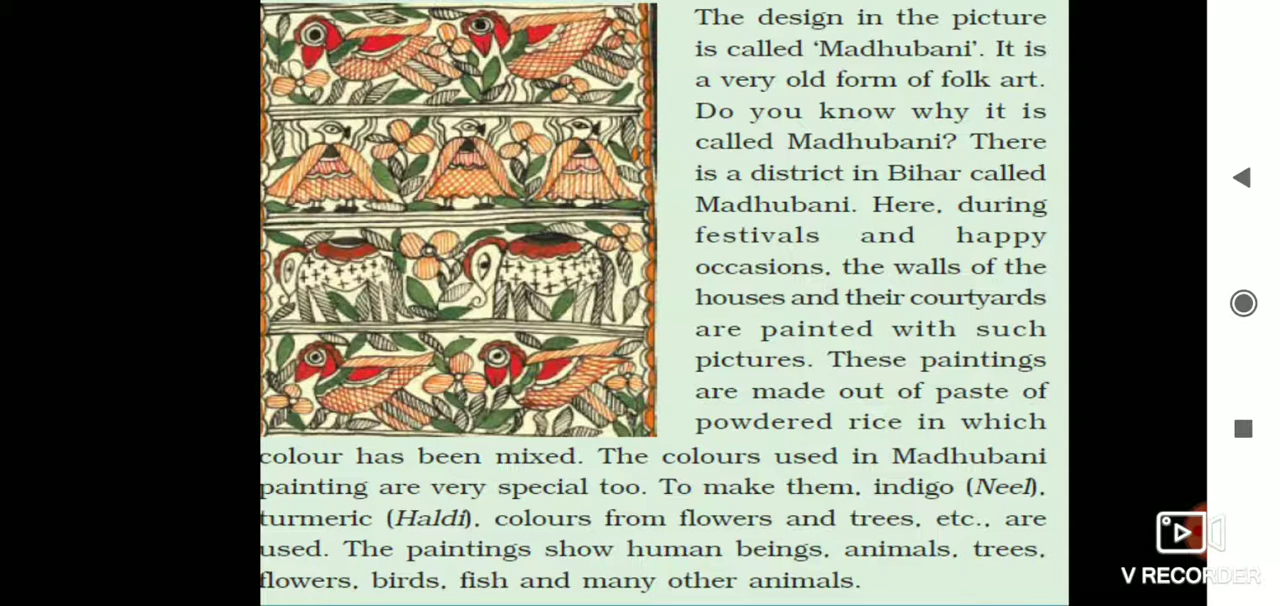 The design in the picture
is called ‘Madhubani’. It is
a very old form of folk art.
Do you know why it is
called Madhubani? There
is a district in Bihar called
Madhubani. Here, during
festivals and happy
occasions, the walls of the
houses and their courtyards
are painted with such
pictures. These paintings
are made out of paste of
powdered rice in which
colour has been mixed. The colours used in Madhubani
painting are very special too. To make them, indigo (Neel),
turmeric (Haldi), colours from flowers and trees, etc., are
used. The paintings show human beings, animals, trees,
flowers, birds, fish and many other animals.
V RECORDER